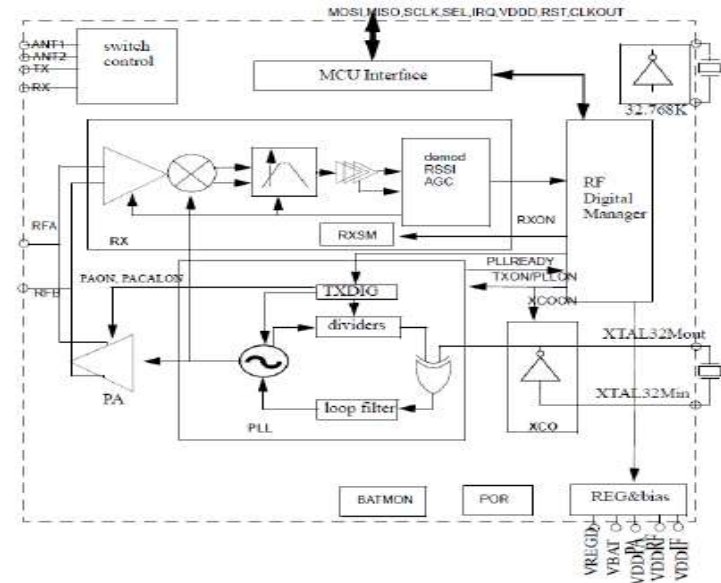 MOSI,MISO,SCLK,SEL,IRQ,VDDD,RST,CLKOUT
ANT1
ANT2
TX
RX
switch
control
MCU Interface
32.768K
demod
RSSI
AGC
RF
Digital
Manager
RFA
RX
RXSM
RXON
PLLREADY
TXON/PLLON
XCOON
RFB
PAON, PACALON
TXDIG
dividers
XTAL32Mout
PA
loop filter
XTAL32Min
PLL
XCO
BATMON
POR
REG&bias
VREGD
VBAT
VDDPA
PA
VDDRF
RF
VDDIF